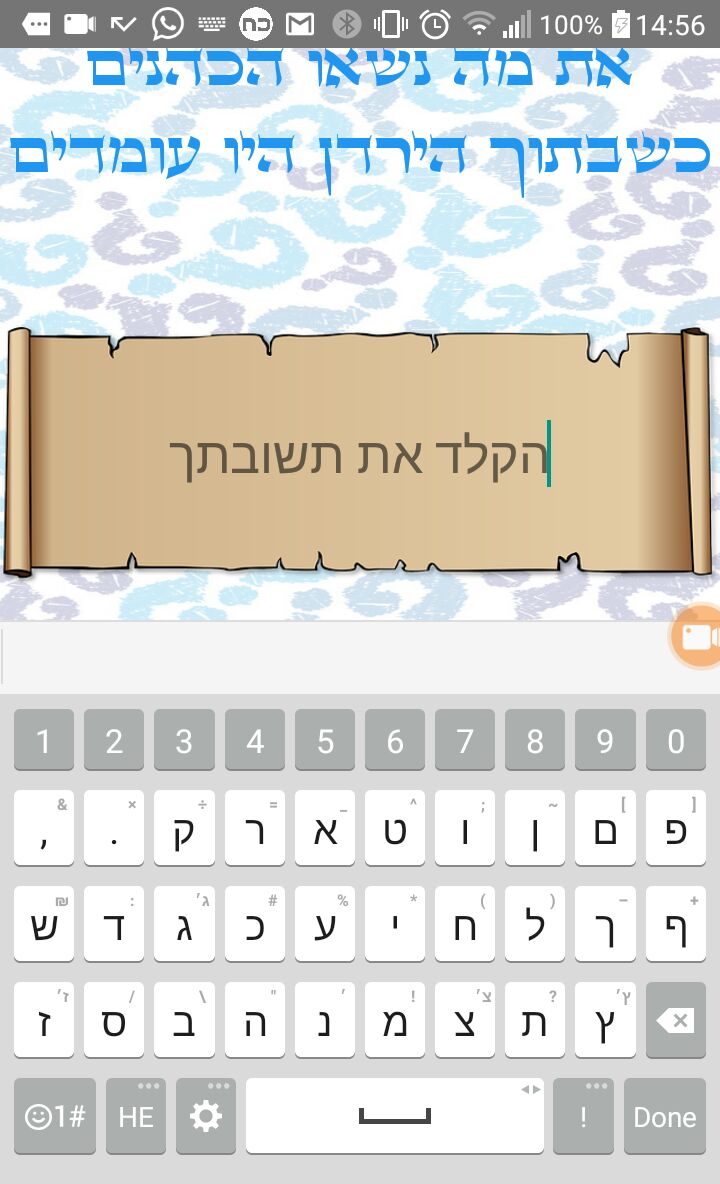 100% 14:56
את מה נשאו הכהנים
כשבתוך הירדן היו עומדים
הקלד את תשובתך
1 2 3 4 5 6 7 8 9 0
& × ÷ = _ ^ ; ~ [ ]
, . ק ר א ט ו ן ם פ
₪ : ג׳ # % * ( ) – +
ש ד ג כ ע י ח ל ך ף
ז׳ / \ " ׳ ! צ׳ ? ץ׳
ז ס ב ה נ מ צ ת ץ
1# HE ! Done